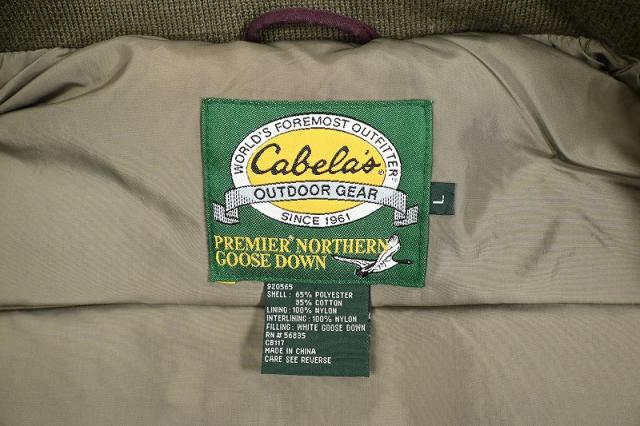 WORLD'S FOREMOST OUTFITTER®
Cabela's®
OUTDOOR GEAR
SINCE 1961
PREMIER® NORTHERN
GOOSE DOWN
L
920565
SHELL: 65% POLYESTER
35% COTTON
LINING: 100% NYLON
INTERLINING: 100% NYLON
FILLING: WHITE GOOSE DOWN
RN# 56835
CB117
MADE IN CHINA
CARE SEE REVERSE